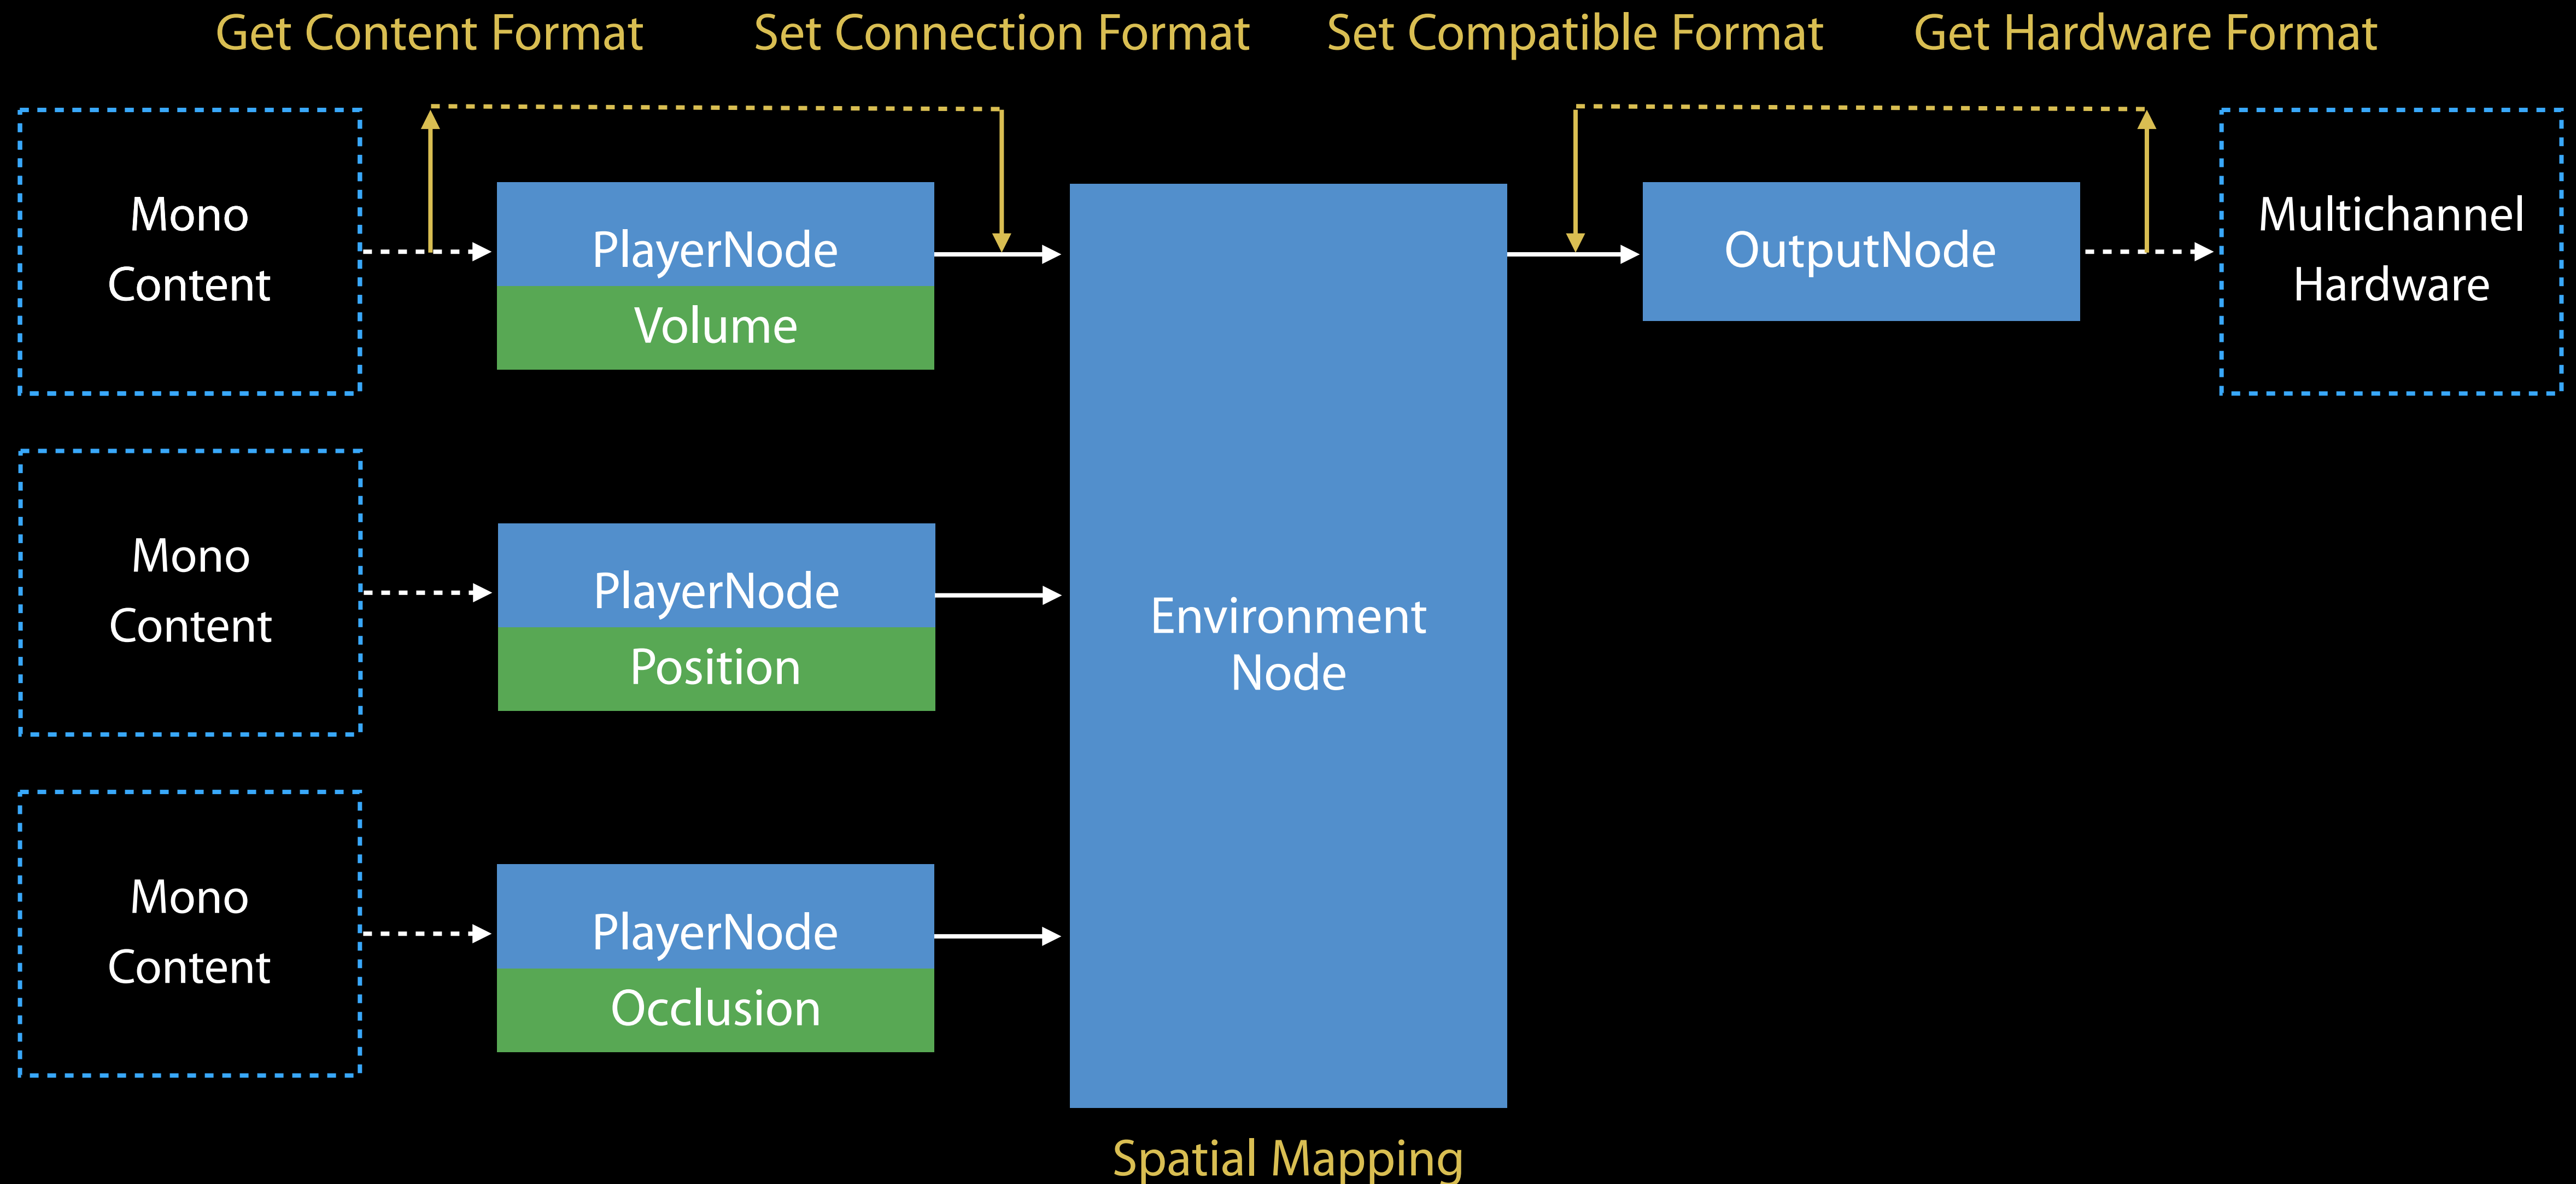 Get Content Format
Set Connection Format
Set Compatible Format
Get Hardware Format
Mono
Content
PlayerNode
Volume
OutputNode
Multichannel
Hardware
Mono
Content
PlayerNode
Position
Environment
Node
Mono
Content
PlayerNode
Occlusion
Spatial Mapping